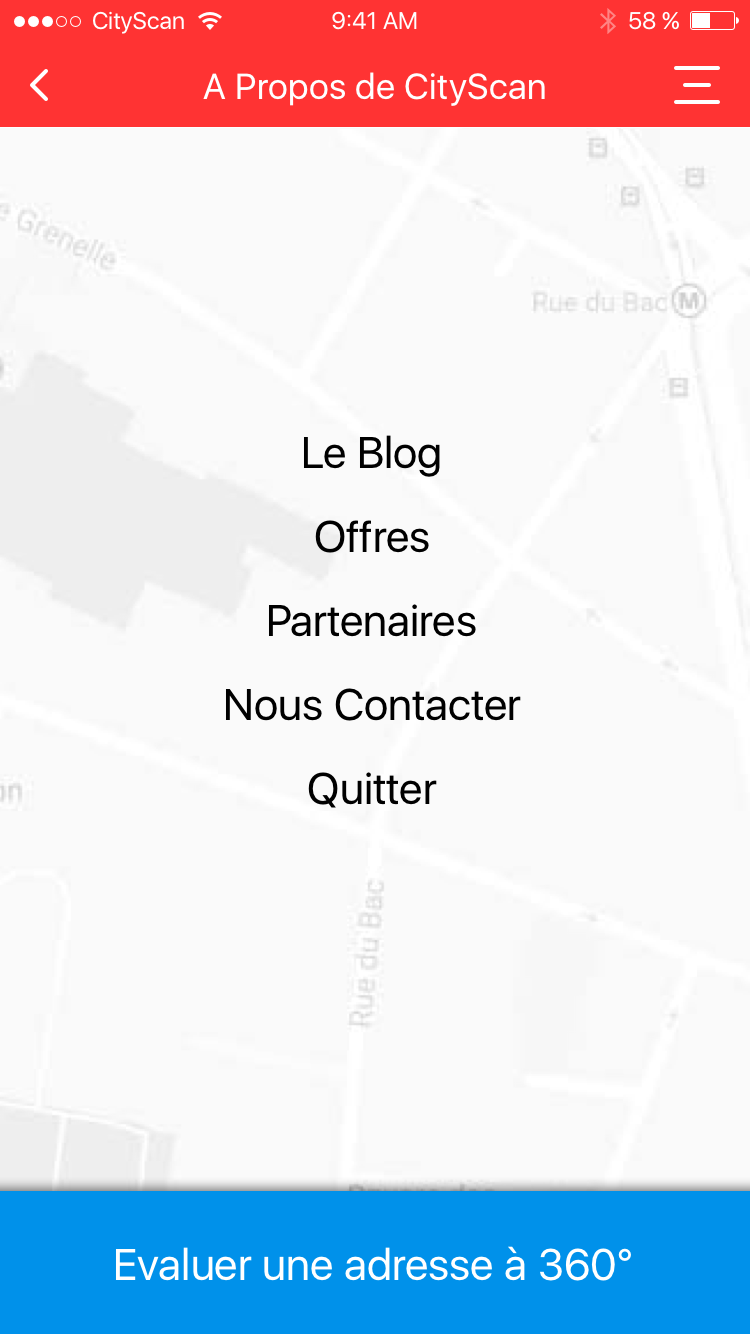 CityScan 9:41 AM 58 %
A Propos de CityScan
Grenelle
Rue du Bac M
Le Blog
Offres
Partenaires
Nous Contacter
Quitter
Rue du Bac
Evaluer une adresse à 360°